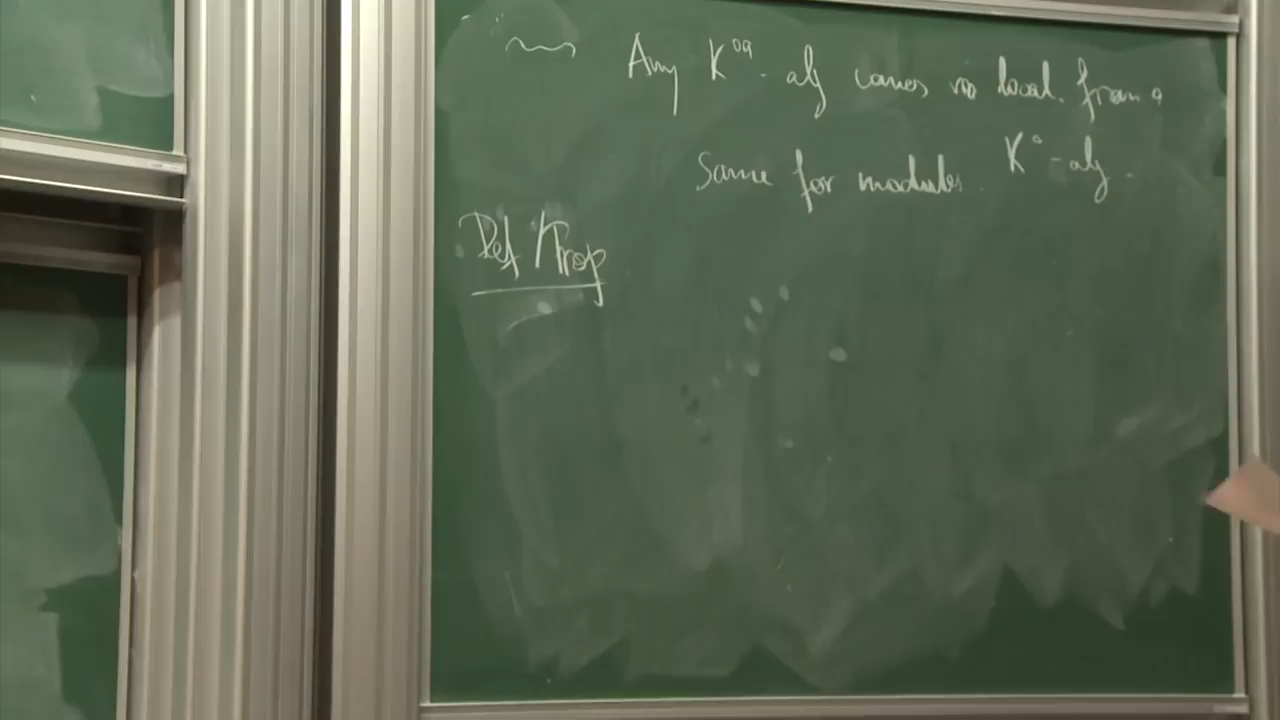 ⇝ Any K^{oa}-alg comes via local. from a
K^o-alg.
Same for modules.
Def/Prop